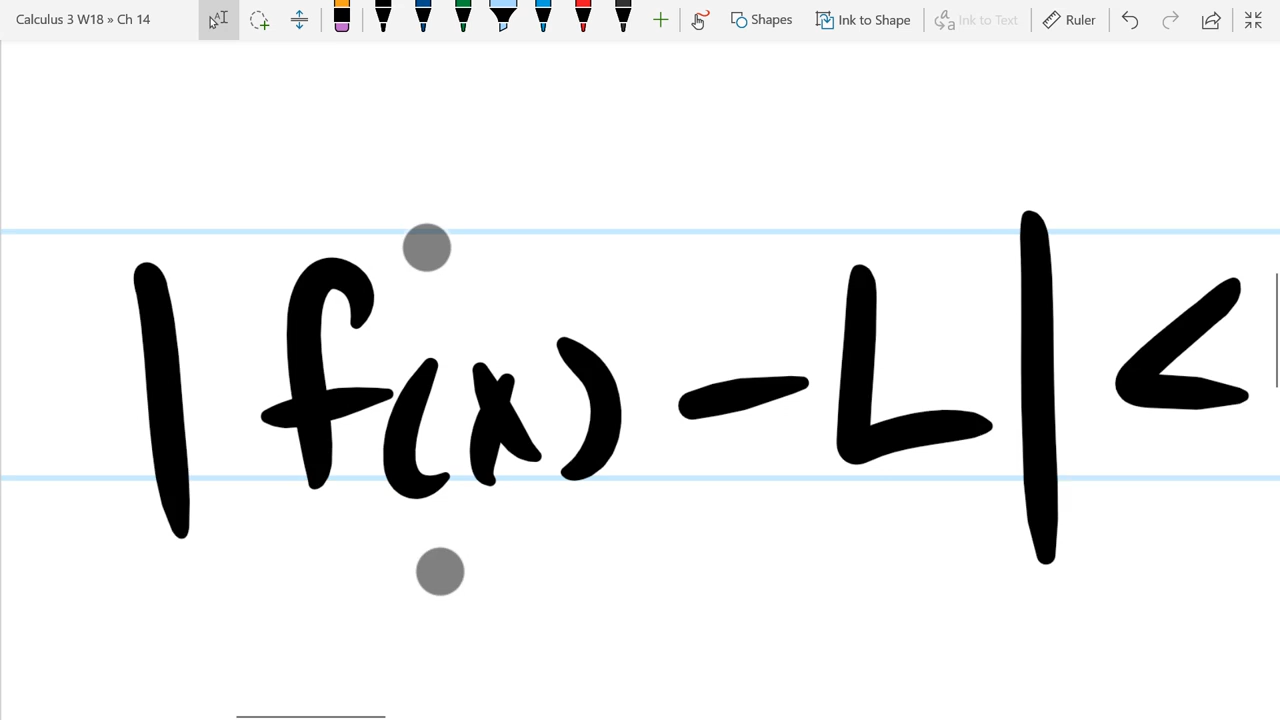 Calculus 3 W18 » Ch 14
Shapes
Ink to Shape
Ink to Text
Ruler
| f(x) - L | <